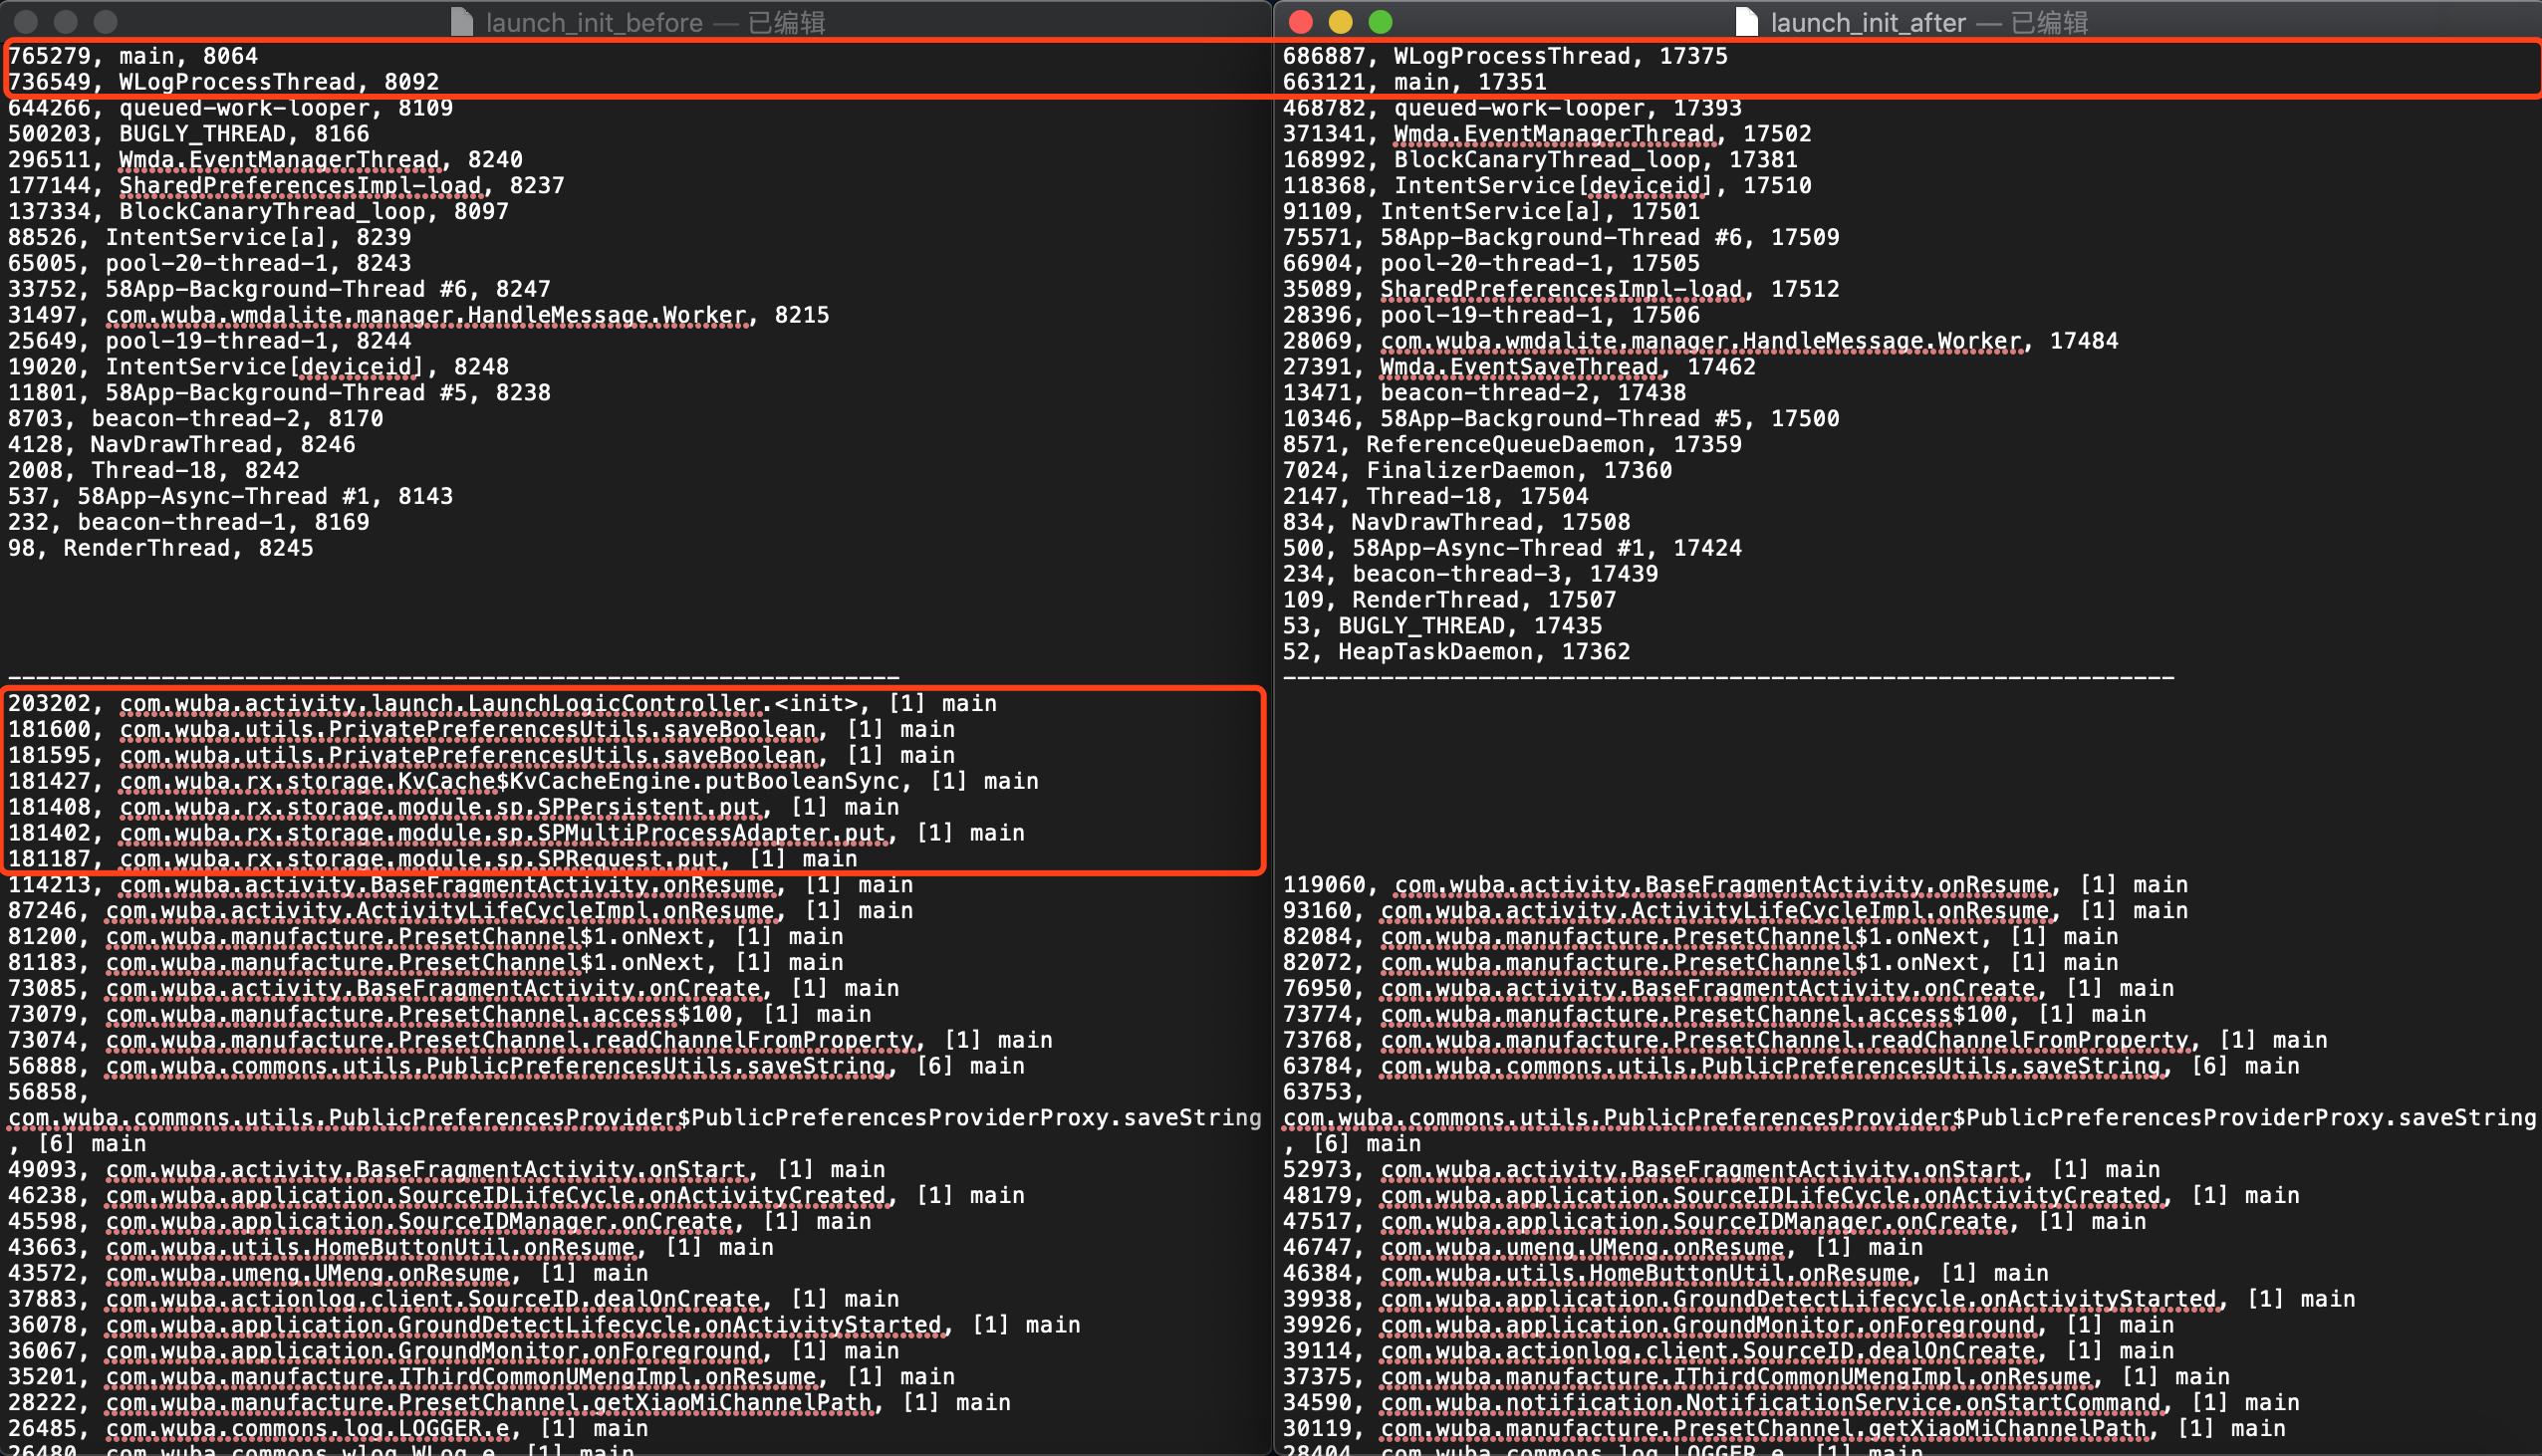 launch_init_before — 已编辑
765279, main, 8064
736549, WLogProcessThread, 8092
644266, queued-work-looper, 8109
500203, BUGLY_THREAD, 8166
296511, Wmda.EventManagerThread, 8240
177144, SharedPreferencesImpl-load, 8237
137334, BlockCanaryThread_loop, 8097
88526, IntentService[a], 8239
65005, pool-20-thread-1, 8243
33752, 58App-Background-Thread #6, 8247
31497, com.wuba.wmdalite.manager.HandleMessage.Worker, 8215
25649, pool-19-thread-1, 8244
19020, IntentService[deviceid], 8248
11801, 58App-Background-Thread #5, 8238
8703, beacon-thread-2, 8170
4128, NavDrawThread, 8246
2008, Thread-18, 8242
537, 58App-Async-Thread #1, 8143
232, beacon-thread-1, 8169
98, RenderThread, 8245
----------------------------------------------------------------
203202, com.wuba.activity.launch.LaunchLogicController.<init>, [1] main
181600, com.wuba.utils.PrivatePreferencesUtils.saveBoolean, [1] main
181595, com.wuba.utils.PrivatePreferencesUtils.saveBoolean, [1] main
181427, com.wuba.rx.storage.KvCache$KvCacheEngine.putBooleanSync, [1] main
181408, com.wuba.rx.storage.module.sp.SPPersistent.put, [1] main
181402, com.wuba.rx.storage.module.sp.SPMultiProcessAdapter.put, [1] main
181187, com.wuba.rx.storage.module.sp.SPRequest.put, [1] main
114213, com.wuba.activity.BaseFragmentActivity.onResume, [1] main
87246, com.wuba.activity.ActivityLifeCycleImpl.onResume, [1] main
81200, com.wuba.manufacture.PresetChannel$1.onNext, [1] main
81183, com.wuba.manufacture.PresetChannel$1.onNext, [1] main
73085, com.wuba.activity.BaseFragmentActivity.onCreate, [1] main
73079, com.wuba.manufacture.PresetChannel.access$100, [1] main
73074, com.wuba.manufacture.PresetChannel.readChannelFromProperty, [1] main
56888, com.wuba.commons.utils.PublicPreferencesUtils.saveString, [6] main
56858,
com.wuba.commons.utils.PublicPreferencesProvider$PublicPreferencesProviderProxy.saveString
, [6] main
49093, com.wuba.activity.BaseFragmentActivity.onStart, [1] main
46238, com.wuba.application.SourceIDLifeCycle.onActivityCreated, [1] main
45598, com.wuba.application.SourceIDManager.onCreate, [1] main
43663, com.wuba.utils.HomeButtonUtil.onResume, [1] main
43572, com.wuba.umeng.UMeng.onResume, [1] main
37883, com.wuba.actionlog.client.SourceID.dealOnCreate, [1] main
36078, com.wuba.application.GroundDetectLifecycle.onActivityStarted, [1] main
36067, com.wuba.application.GroundMonitor.onForeground, [1] main
35201, com.wuba.manufacture.IThirdCommonUMengImpl.onResume, [1] main
28222, com.wuba.manufacture.PresetChannel.getXiaoMiChannelPath, [1] main
26485, com.wuba.commons.log.LOGGER.e, [1] main
26480, com.wuba.commons.wlog.WLog.e, [1] main
launch_init_after — 已编辑
686887, WLogProcessThread, 17375
663121, main, 17351
468782, queued-work-looper, 17393
371341, Wmda.EventManagerThread, 17502
168992, BlockCanaryThread_loop, 17381
118368, IntentService[deviceid], 17510
91109, IntentService[a], 17501
75571, 58App-Background-Thread #6, 17509
66904, pool-20-thread-1, 17505
35089, SharedPreferencesImpl-load, 17512
28396, pool-19-thread-1, 17506
28069, com.wuba.wmdalite.manager.HandleMessage.Worker, 17484
27391, Wmda.EventSaveThread, 17462
13471, beacon-thread-2, 17438
10346, 58App-Background-Thread #5, 17500
8571, ReferenceQueueDaemon, 17359
7024, FinalizerDaemon, 17360
2147, Thread-18, 17504
834, NavDrawThread, 17508
500, 58App-Async-Thread #1, 17424
234, beacon-thread-3, 17439
109, RenderThread, 17507
53, BUGLY_THREAD, 17435
52, HeapTaskDaemon, 17362
----------------------------------------------------------------
119060, com.wuba.activity.BaseFragmentActivity.onResume, [1] main
93160, com.wuba.activity.ActivityLifeCycleImpl.onResume, [1] main
82084, com.wuba.manufacture.PresetChannel$1.onNext, [1] main
82072, com.wuba.manufacture.PresetChannel$1.onNext, [1] main
76950, com.wuba.activity.BaseFragmentActivity.onCreate, [1] main
73774, com.wuba.manufacture.PresetChannel.access$100, [1] main
73768, com.wuba.manufacture.PresetChannel.readChannelFromProperty, [1] main
63784, com.wuba.commons.utils.PublicPreferencesUtils.saveString, [6] main
63753,
com.wuba.commons.utils.PublicPreferencesProvider$PublicPreferencesProviderProxy.saveString
, [6] main
52973, com.wuba.activity.BaseFragmentActivity.onStart, [1] main
48179, com.wuba.application.SourceIDLifeCycle.onActivityCreated, [1] main
47517, com.wuba.application.SourceIDManager.onCreate, [1] main
46747, com.wuba.umeng.UMeng.onResume, [1] main
46384, com.wuba.utils.HomeButtonUtil.onResume, [1] main
39938, com.wuba.application.GroundDetectLifecycle.onActivityStarted, [1] main
39926, com.wuba.application.GroundMonitor.onForeground, [1] main
39114, com.wuba.actionlog.client.SourceID.dealOnCreate, [1] main
37375, com.wuba.manufacture.IThirdCommonUMengImpl.onResume, [1] main
34590, com.wuba.notification.NotificationService.onStartCommand, [1] main
30119, com.wuba.manufacture.PresetChannel.getXiaoMiChannelPath, [1] main
28404, com.wuba.commons.log.LOGGER.e, [1] main